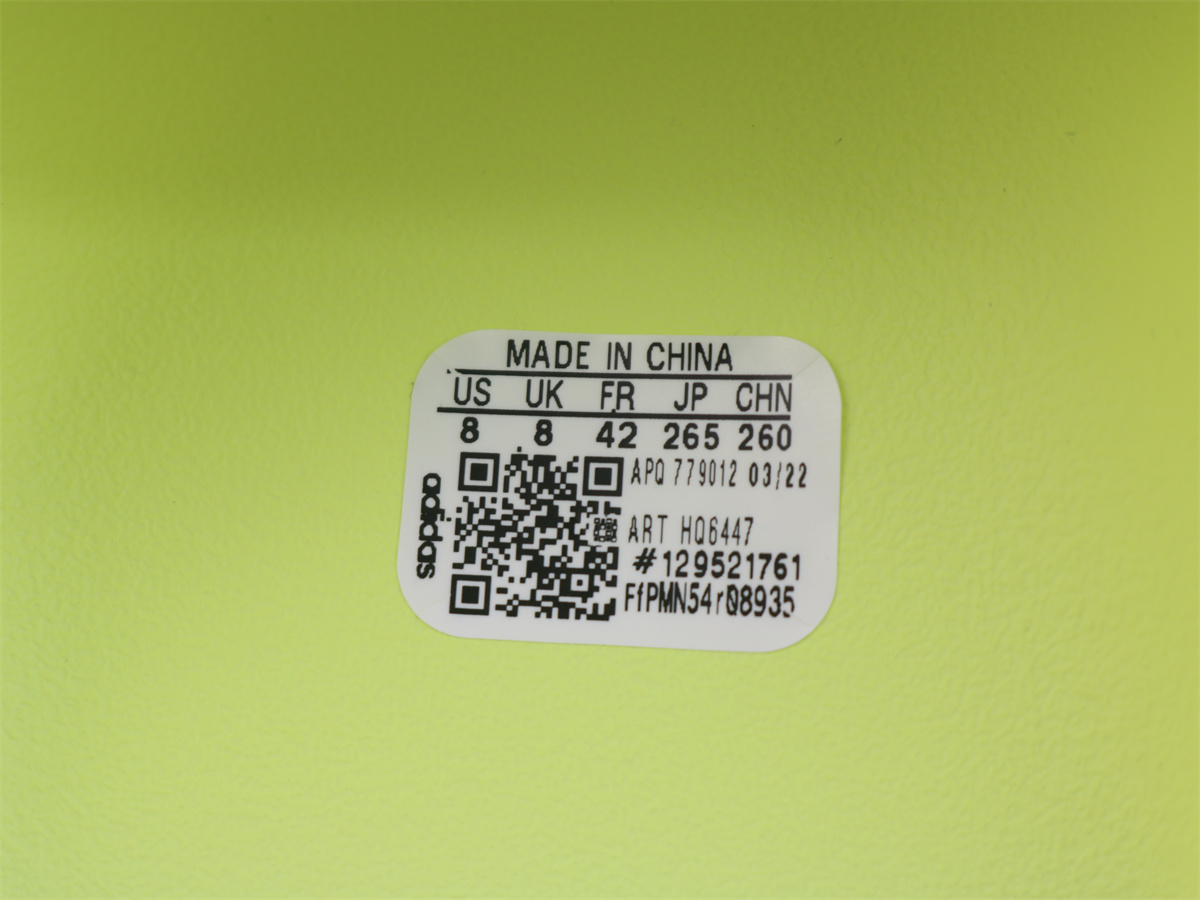 MADE IN CHINA
US UK FR JP CHN
8 8 42 265 260
APQ 779012 03/22
ART HQ6447
#129521761
FfPMN54r08935
adidas